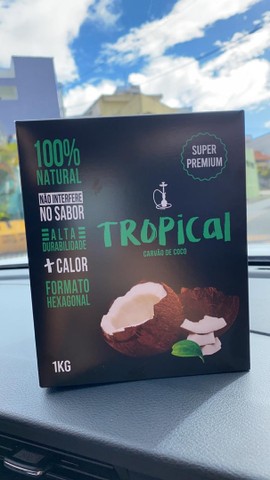 100%
NATURAL
NÃO INTERFERE
NO SABOR
ALTA
DURABILIDADE
+CALOR
FORMATO
HEXAGONAL
SUPER
PREMIUM
TROPICAL
CARVÃO DE COCO
1KG